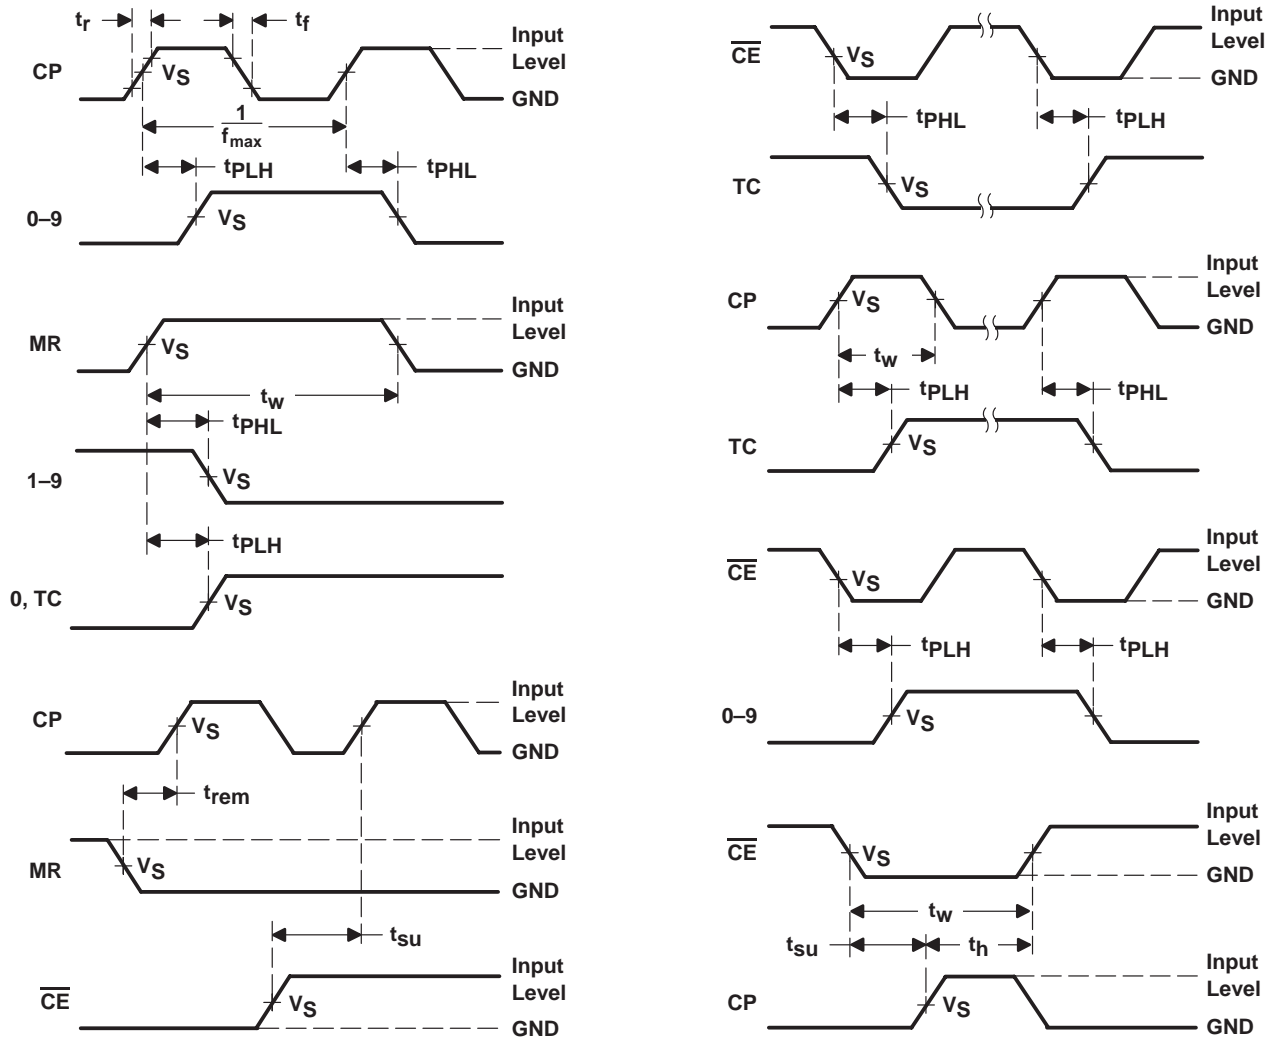 tr tf
CP VS Input Level
GND
1
fmax
tPLH tPHL
0–9 VS
MR VS Input Level
GND
tw
tPHL
1–9 VS
tPLH
0, TC VS
CP VS Input Level
GND
trem
MR VS Input Level
GND
tsu
CE VS Input Level
GND
CE VS Input Level
GND
tPHL tPLH
TC VS
CP VS Input Level
GND
tw
tPLH tPHL
TC VS
CE VS Input Level
GND
tPLH tPLH
0–9 VS
CE VS Input Level
GND
tw
tsu th
CP VS Input Level
GND